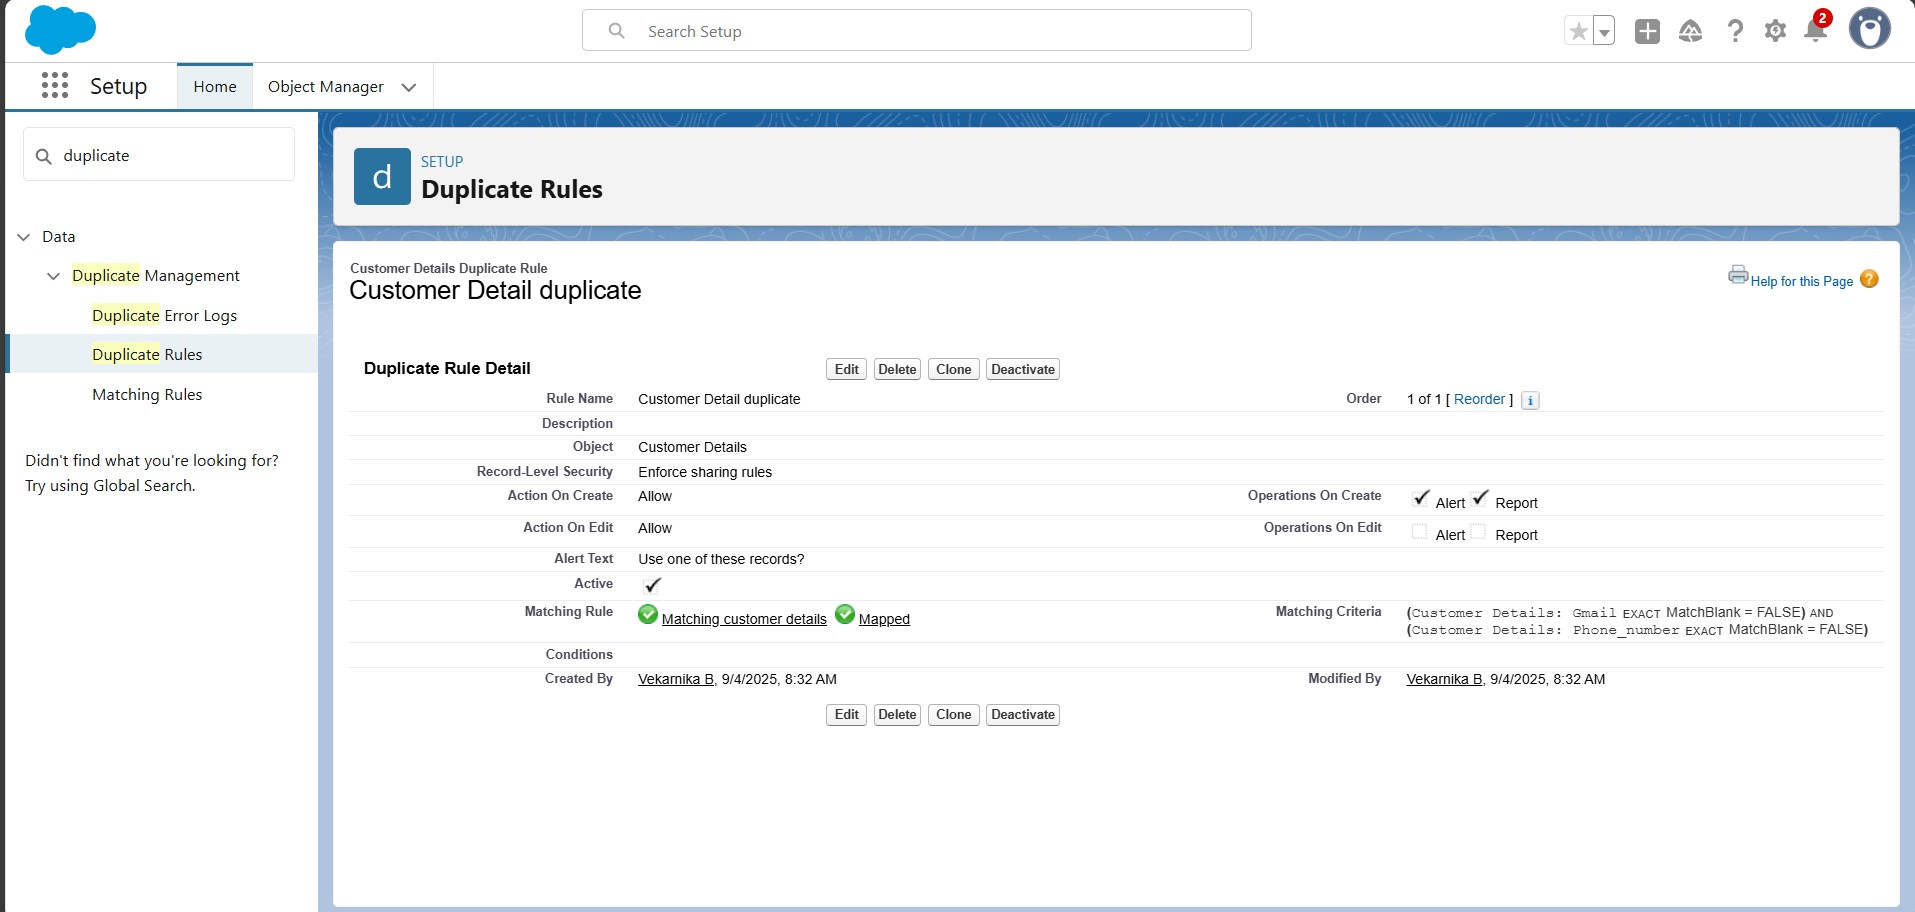 Search Setup
2
Setup
Home
Object Manager
duplicate
Data
Duplicate Management
Duplicate Error Logs
Duplicate Rules
Matching Rules
Didn't find what you're looking for?
Try using Global Search.
d
SETUP
Duplicate Rules
Customer Details Duplicate Rule
Customer Detail duplicate
Help for this Page ?
Duplicate Rule Detail Edit Delete Clone Deactivate
Rule Name Customer Detail duplicate Order 1 of 1 [ Reorder ] i
Description
Object Customer Details
Record-Level Security Enforce sharing rules
Action On Create Allow Operations On Create Alert Report
Action On Edit Allow Operations On Edit Alert Report
Alert Text Use one of these records?
Active
Matching Rule Matching customer details Mapped Matching Criteria (Customer Details: Gmail EXACT MatchBlank = FALSE) AND
(Customer Details: Phone_number EXACT MatchBlank = FALSE)
Conditions
Created By Vekarnika B, 9/4/2025, 8:32 AM Modified By Vekarnika B, 9/4/2025, 8:32 AM
Edit Delete Clone Deactivate